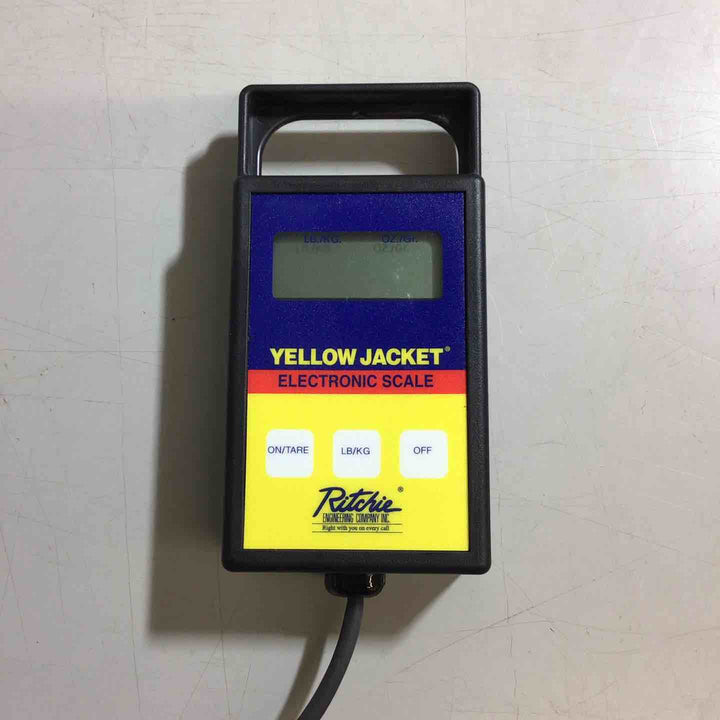 LB./KG. OZ./Gr.
YELLOW JACKET®
ELECTRONIC SCALE
ON/TARE LB/KG OFF
Ritchie®
ENGINEERING COMPANY INC.
Right with you on every call